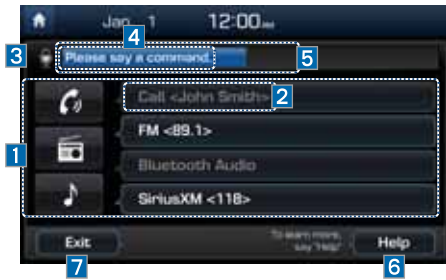 Jan. 1 12:00
4
3 Please say a command. 5
Call <John Smith> 2
FM <89.1>
1
Bluetooth Audio
SiriusXM <118>
Exit To learn more, Help
say "Help"
7 6